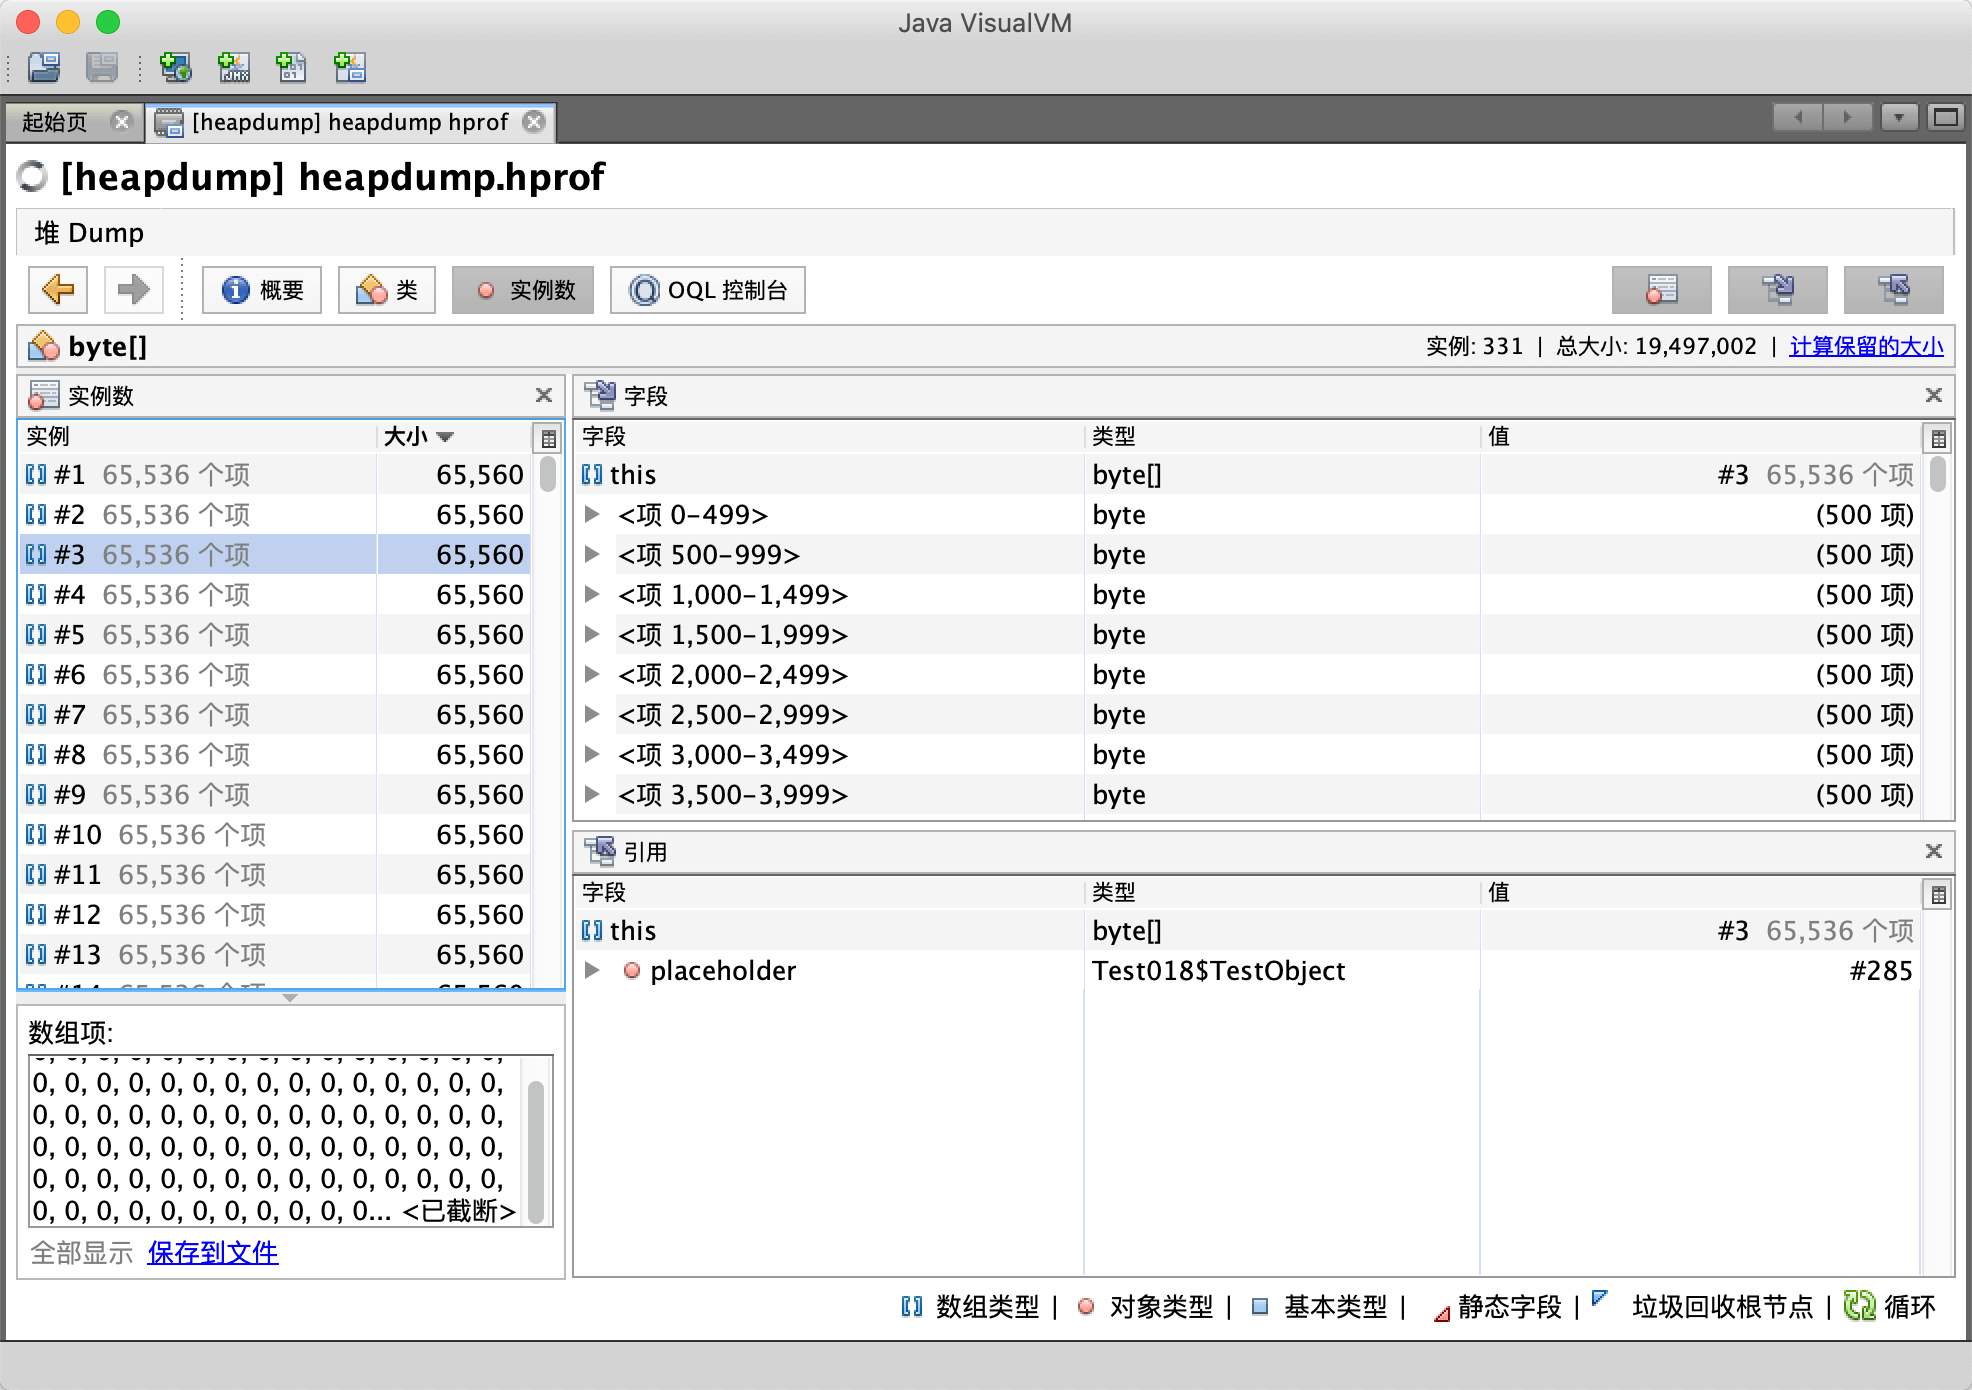 Java VisualVM
起始页
[heapdump] heapdump hprof
[heapdump] heapdump.hprof
堆 Dump
概要 类 实例数 OQL 控制台
byte[]
实例: 331 | 总大小: 19,497,002 | 计算保留的大小
实例数
实例 大小
#1 65,536 个项 65,560
#2 65,536 个项 65,560
#3 65,536 个项 65,560
#4 65,536 个项 65,560
#5 65,536 个项 65,560
#6 65,536 个项 65,560
#7 65,536 个项 65,560
#8 65,536 个项 65,560
#9 65,536 个项 65,560
#10 65,536 个项 65,560
#11 65,536 个项 65,560
#12 65,536 个项 65,560
#13 65,536 个项 65,560
数组项:
0, 0, 0, 0, 0, 0, 0, 0, 0, 0, 0, 0, 0, 0, 0,
0, 0, 0, 0, 0, 0, 0, 0, 0, 0, 0, 0, 0, 0, 0,
0, 0, 0, 0, 0, 0, 0, 0, 0, 0, 0, 0, 0, 0, 0,
0, 0, 0, 0, 0, 0, 0, 0, 0, 0, 0, 0, 0, 0, 0,
0, 0, 0, 0, 0, 0, 0, 0, 0, 0, 0... <已截断>
全部显示 保存到文件
字段
字段 类型 值
this byte[] #3 65,536 个项
<项 0-499> byte (500 项)
<项 500-999> byte (500 项)
<项 1,000-1,499> byte (500 项)
<项 1,500-1,999> byte (500 项)
<项 2,000-2,499> byte (500 项)
<项 2,500-2,999> byte (500 项)
<项 3,000-3,499> byte (500 项)
<项 3,500-3,999> byte (500 项)
引用
字段 类型 值
this byte[] #3 65,536 个项
placeholder Test018$TestObject #285
数组类型 | 对象类型 | 基本类型 | 静态字段 | 垃圾回收根节点 | 循环